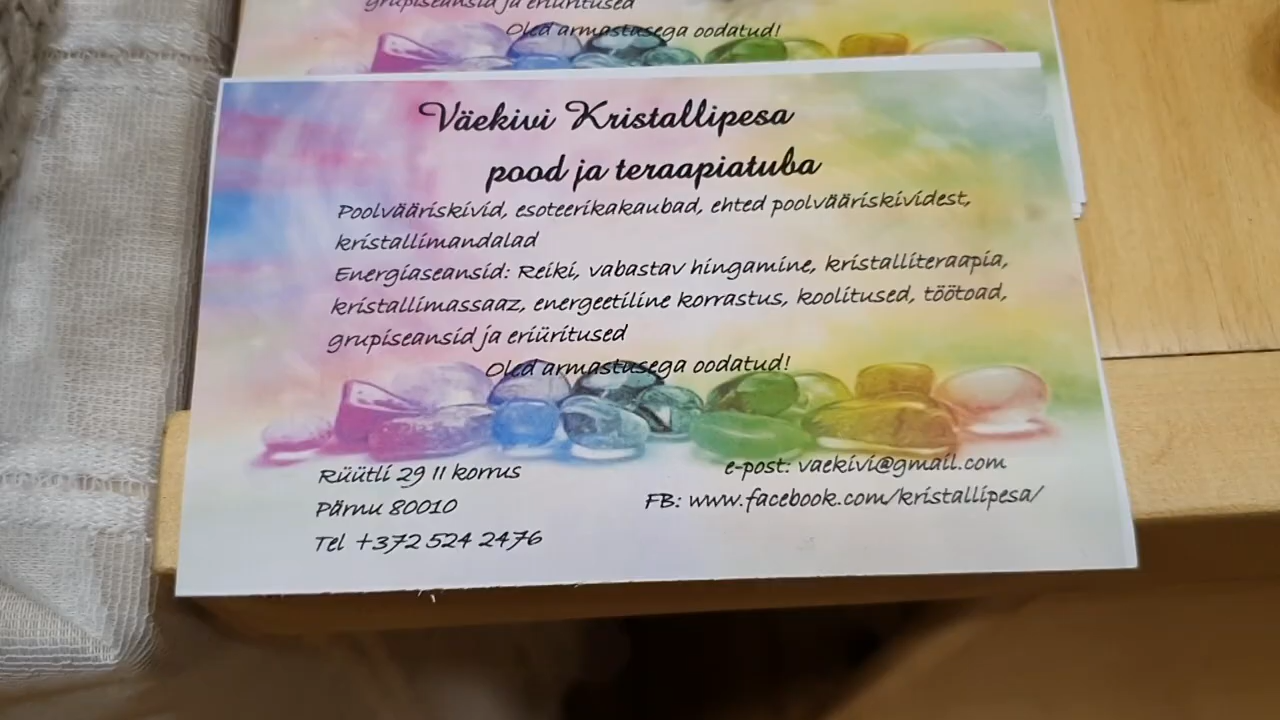 grupiseansid ja eriüritused
Oled armastusega oodatud!
Väekivi Kristallipesa
pood ja teraapiatuba
Poolvääriskivid, esoteerikakaubad, ehted poolvääriskividest,
kristallimandalad
Energiaseansid: Reiki, vabastav hingamine, kristalliteraapia,
kristallimassaaz, energeetiline korrastus, koolitused, töötoad,
grupiseansid ja eriüritused
Oled armastusega oodatud!
Rüütli 29 II korrus
Pärnu 80010
Tel +372 524 2476
e-post: vaekivi@gmail.com
FB: www.facebook.com/kristallipesa/